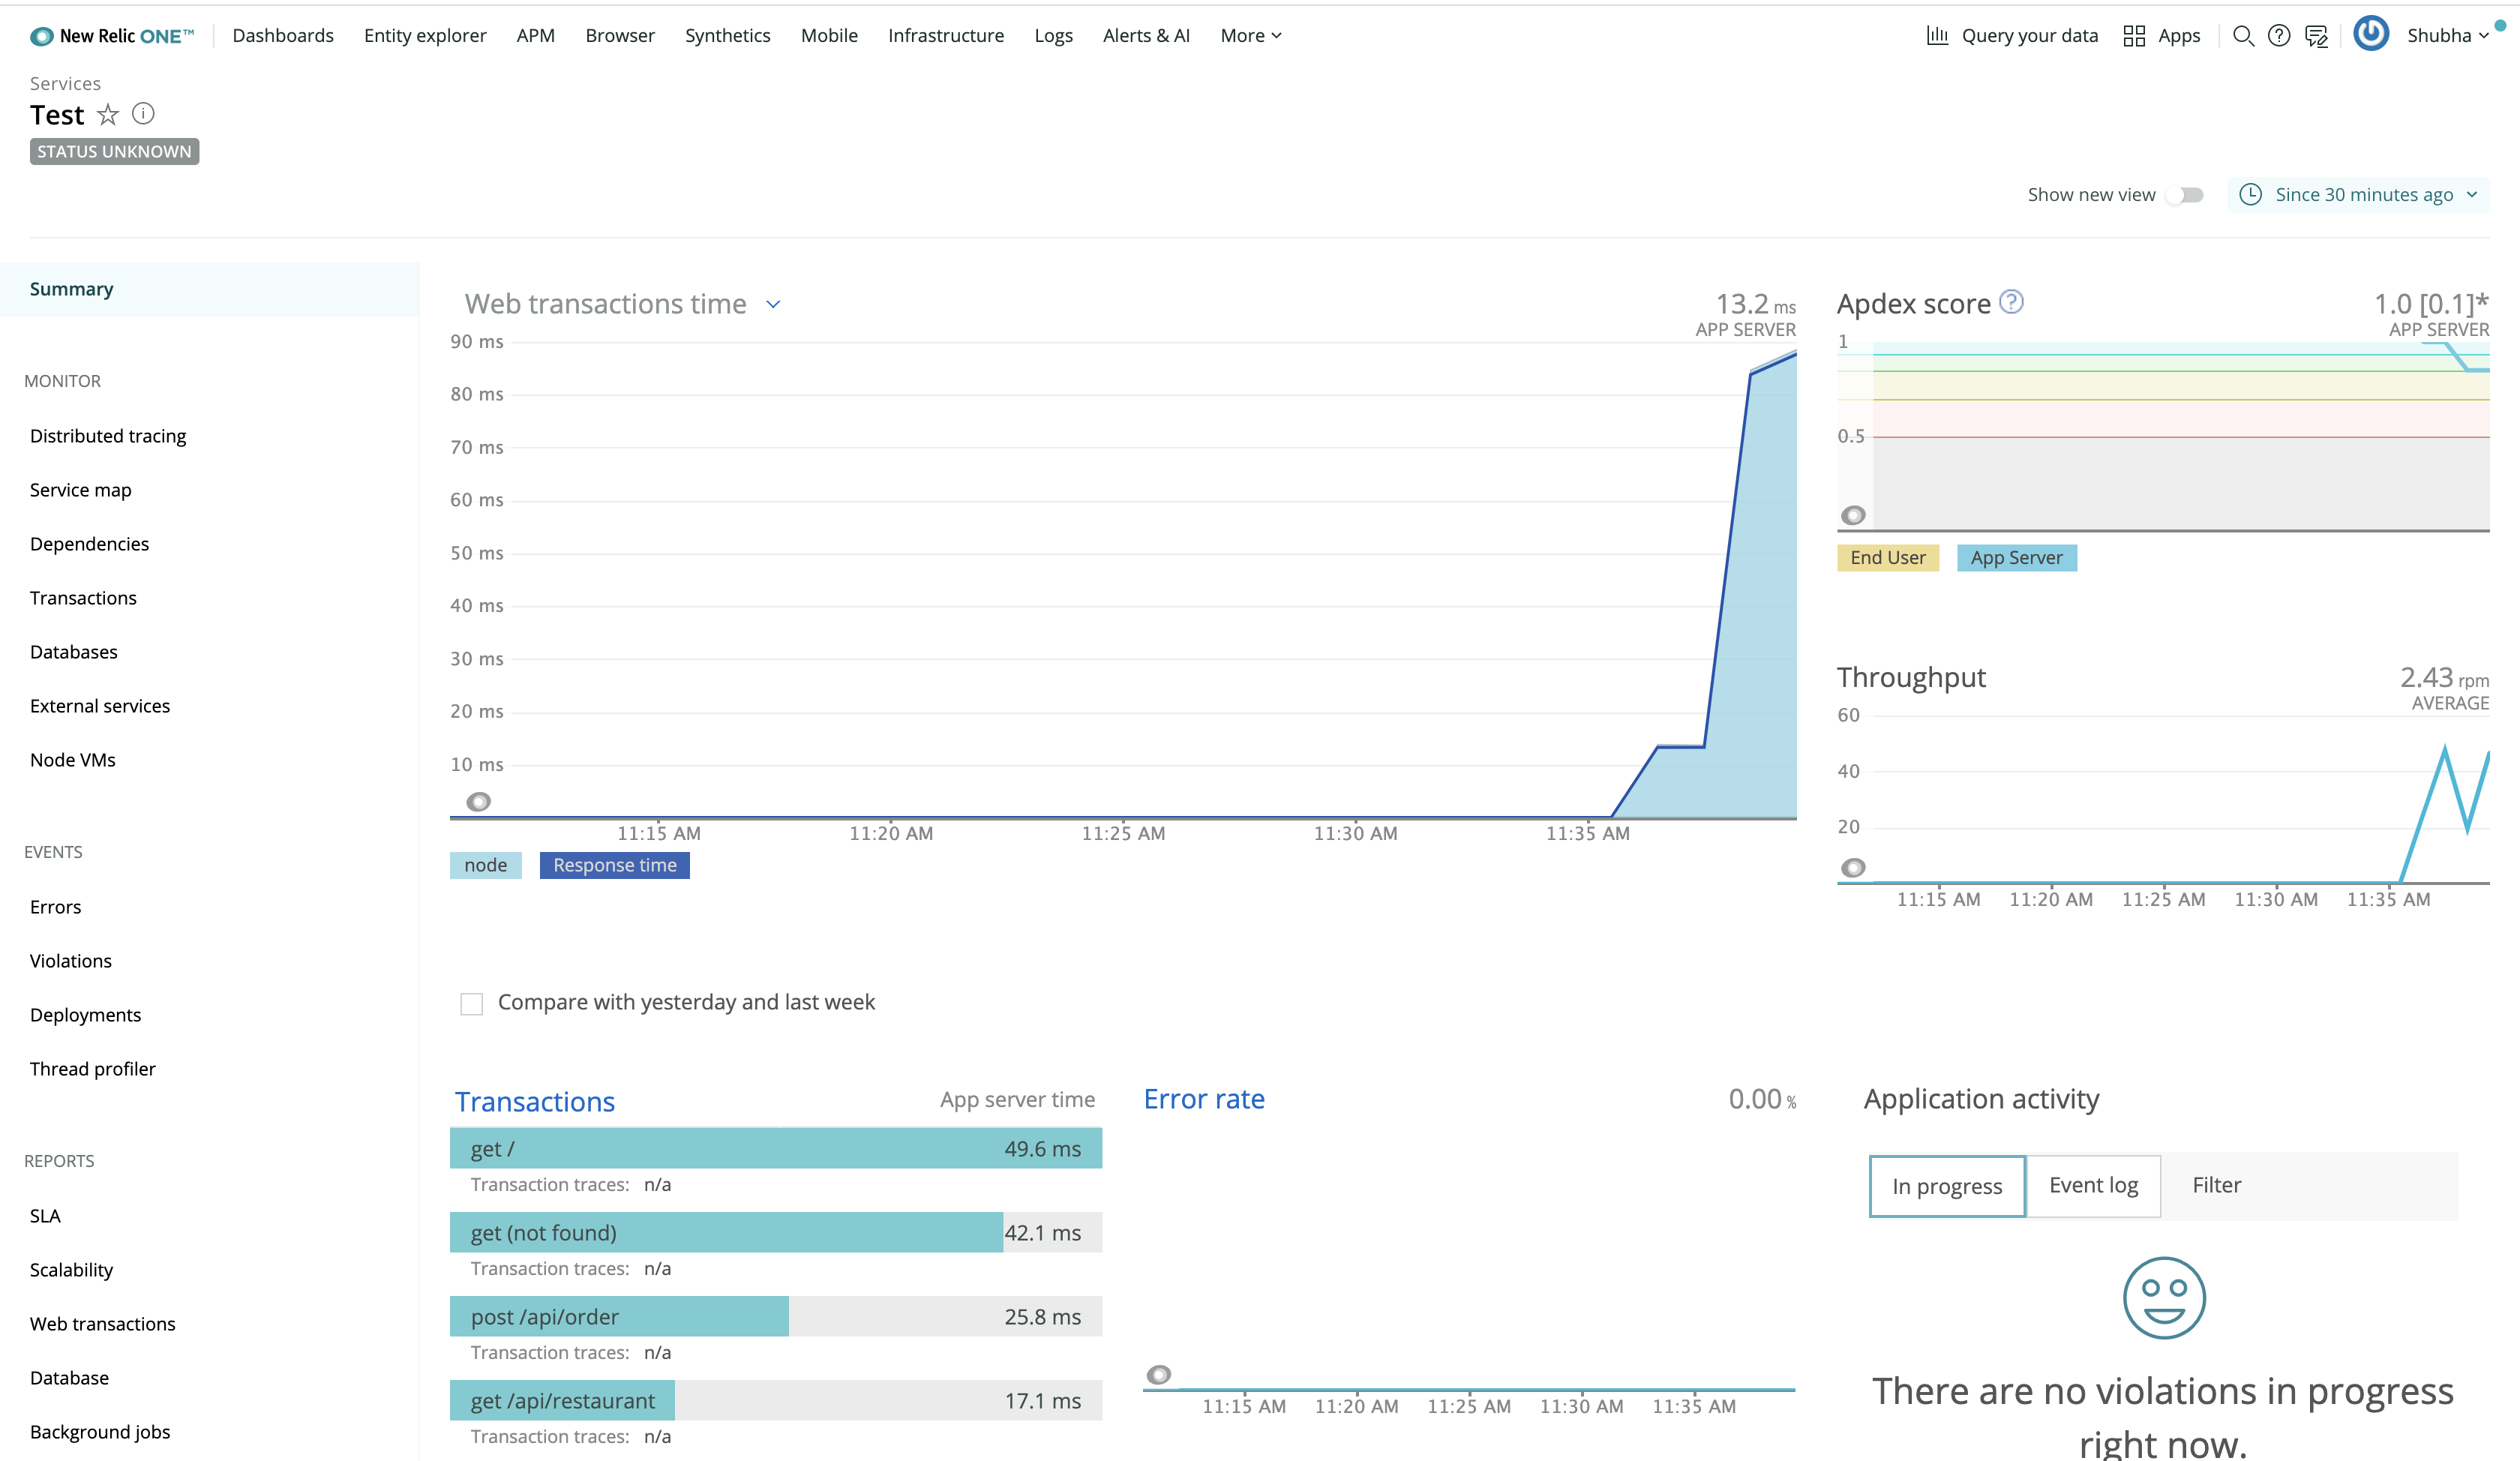 New Relic ONE™ Dashboards Entity explorer APM Browser Synthetics Mobile Infrastructure Logs Alerts & AI More Query your data Apps Shubha
Services
Test
STATUS UNKNOWN
Show new view Since 30 minutes ago
Summary
MONITOR
Distributed tracing
Service map
Dependencies
Transactions
Databases
External services
Node VMs
EVENTS
Errors
Violations
Deployments
Thread profiler
REPORTS
SLA
Scalability
Web transactions
Database
Background jobs
Web transactions time 13.2 ms
APP SERVER
90 ms
80 ms
70 ms
60 ms
50 ms
40 ms
30 ms
20 ms
10 ms
11:15 AM 11:20 AM 11:25 AM 11:30 AM 11:35 AM
node Response time
Compare with yesterday and last week
Apdex score ? 1.0 [0.1]*
APP SERVER
1
0.5
End User App Server
Throughput 2.43 rpm
AVERAGE
60
40
20
11:15 AM 11:20 AM 11:25 AM 11:30 AM 11:35 AM
Transactions App server time
get / 49.6 ms
Transaction traces: n/a
get (not found) 42.1 ms
Transaction traces: n/a
post /api/order 25.8 ms
Transaction traces: n/a
get /api/restaurant 17.1 ms
Transaction traces: n/a
Error rate 0.00 %
11:15 AM 11:20 AM 11:25 AM 11:30 AM 11:35 AM
Application activity
In progress Event log Filter
There are no violations in progress
right now.